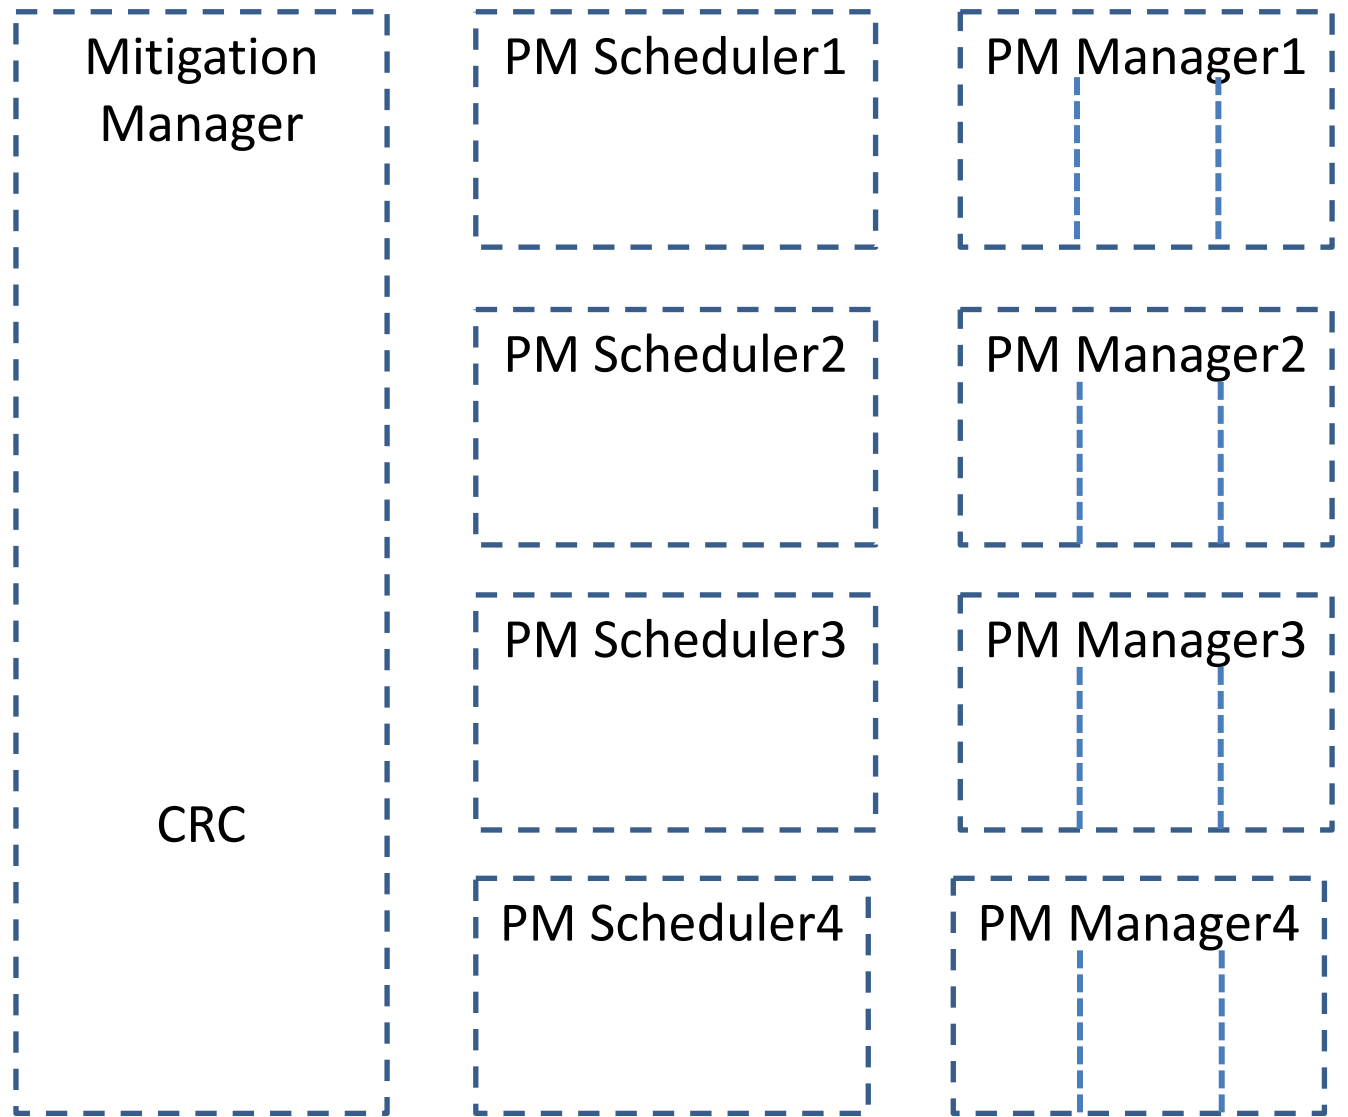 Mitigation
Manager
CRC
PM Scheduler1
PM Manager1
PM Scheduler2
PM Manager2
PM Scheduler3
PM Manager3
PM Scheduler4
PM Manager4